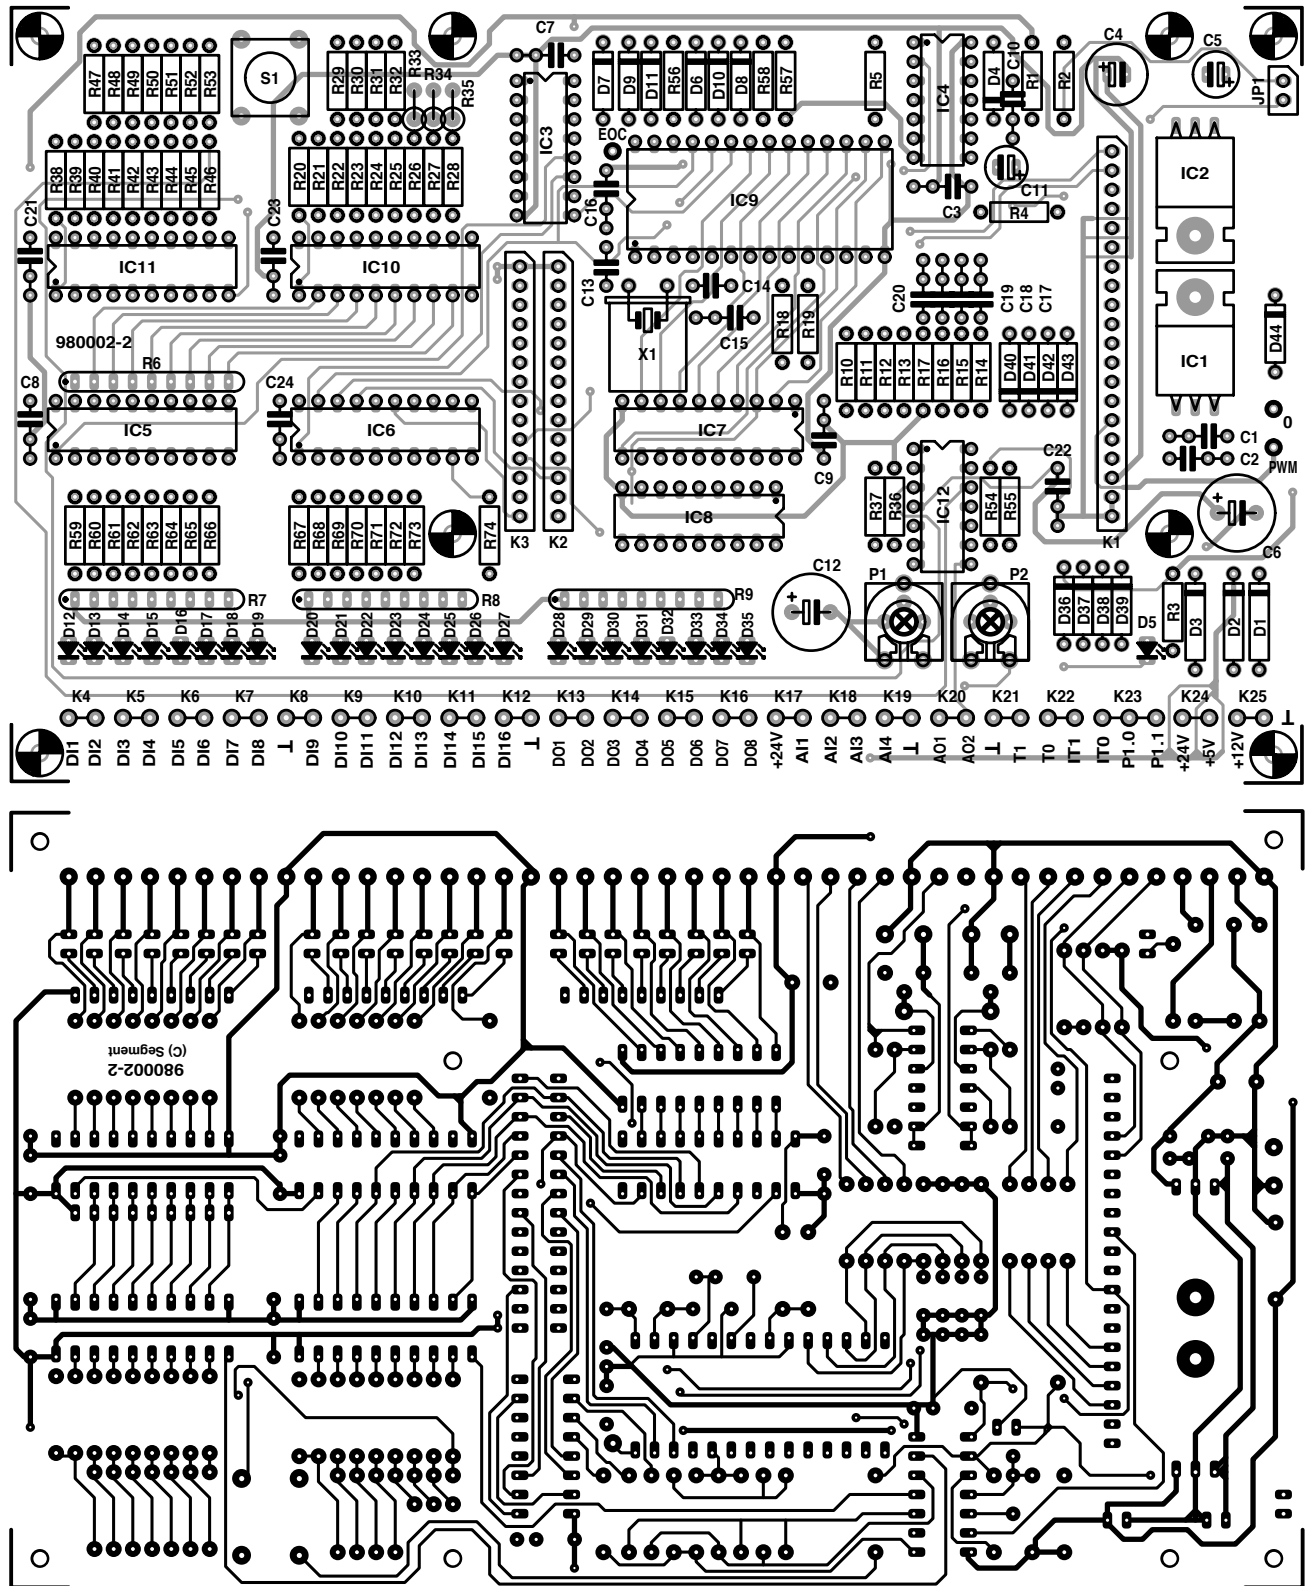 C7
C4
C5
R47
R48
R49
R50
R51
R52
R53
S1
R29
R30
R31
R32
R33
R34
R35
IC3
D7
D9
D11
R56
D6
D10
D8
R58
R57
R5
IC4
D4
C10
R1
R2
JP1
EOC
R38
R39
R40
R41
R42
R43
R44
R45
R46
R20
R21
R22
R23
R24
R25
R26
R27
R28
IC9
C11
IC2
C21
C23
C16
C3
R4
IC11
IC10
C13
C14
C20
C19
C18
C17
980002-2
X1
C15
R18
R19
D44
R6
R10
R11
R12
R13
R17
R16
R15
R14
D40
D41
D42
D43
IC1
C8
C24
IC5
IC6
IC7
C9
C22
C1
0
C2
PWM
R37
R36
IC12
R54
R55
IC8
R59
R60
R61
R62
R63
R64
R65
R66
R67
R68
R69
R70
R71
R72
R73
R74
K3
K2
K1
C6
C12
P1
P2
R7
R8
R9
D12
D13
D14
D15
D16
D17
D18
D19
D20
D21
D22
D23
D24
D25
D26
D27
D28
D29
D30
D31
D32
D33
D34
D35
D36
D37
D38
D39
D5
R3
D3
D2
D1
K4 K5 K6 K7 K8 K9 K10 K11 K12 K13 K14 K15 K16 K17 K18 K19 K20 K21 K22 K23 K24 K25 ⊥
DI1
DI2
DI3
DI4
DI5
DI6
DI7
DI8
⊥
DI9
DI10
DI11
DI12
DI13
DI14
DI15
DI16
⊥
DO1
DO2
DO3
DO4
DO5
DO6
DO7
DO8
+24V
AI1
AI2
AI3
AI4
⊥
AO1
AO2
⊥
T1
T0
IT1
IT0
P1.0
P1.1
+24V
+5V
+12V
(C) Segment
980002-2